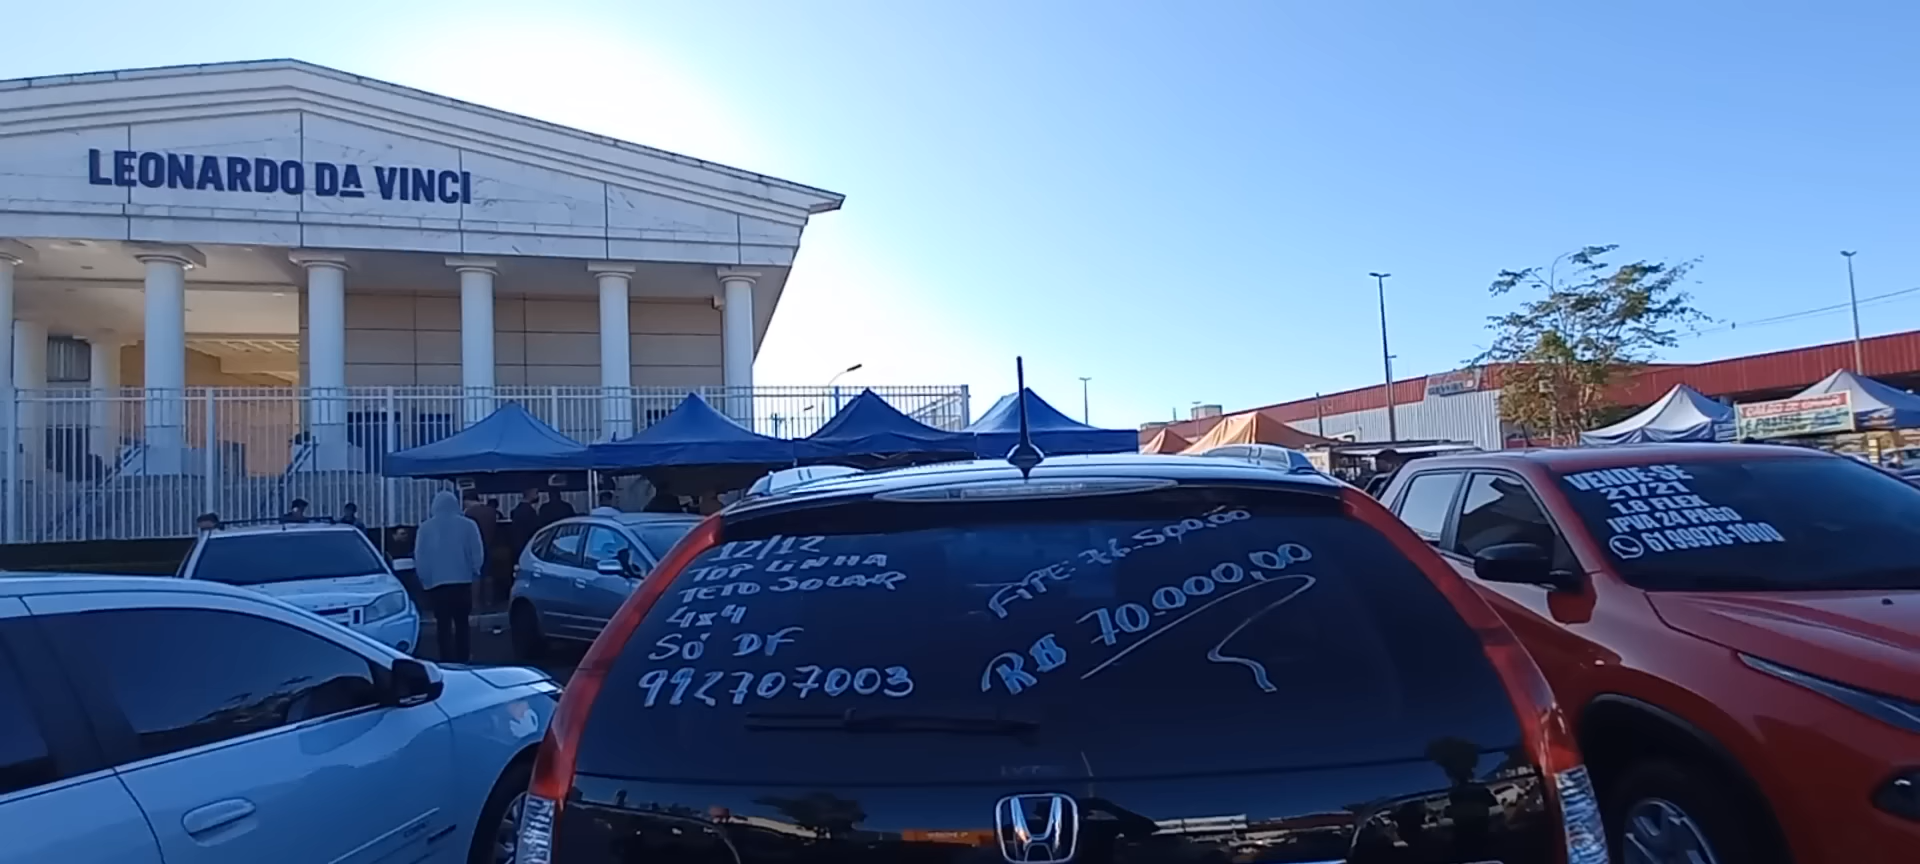 LEONARDO DA VINCI
12/12
TOP LINHA
TETO SOLAR
4x4
SÓ DF
992707003
FIPE 76.500,00
R$ 70.000,00
VENDE-SE
21/21
1.8 FLEX
IPVA 24 PAGO
61 99973-1000